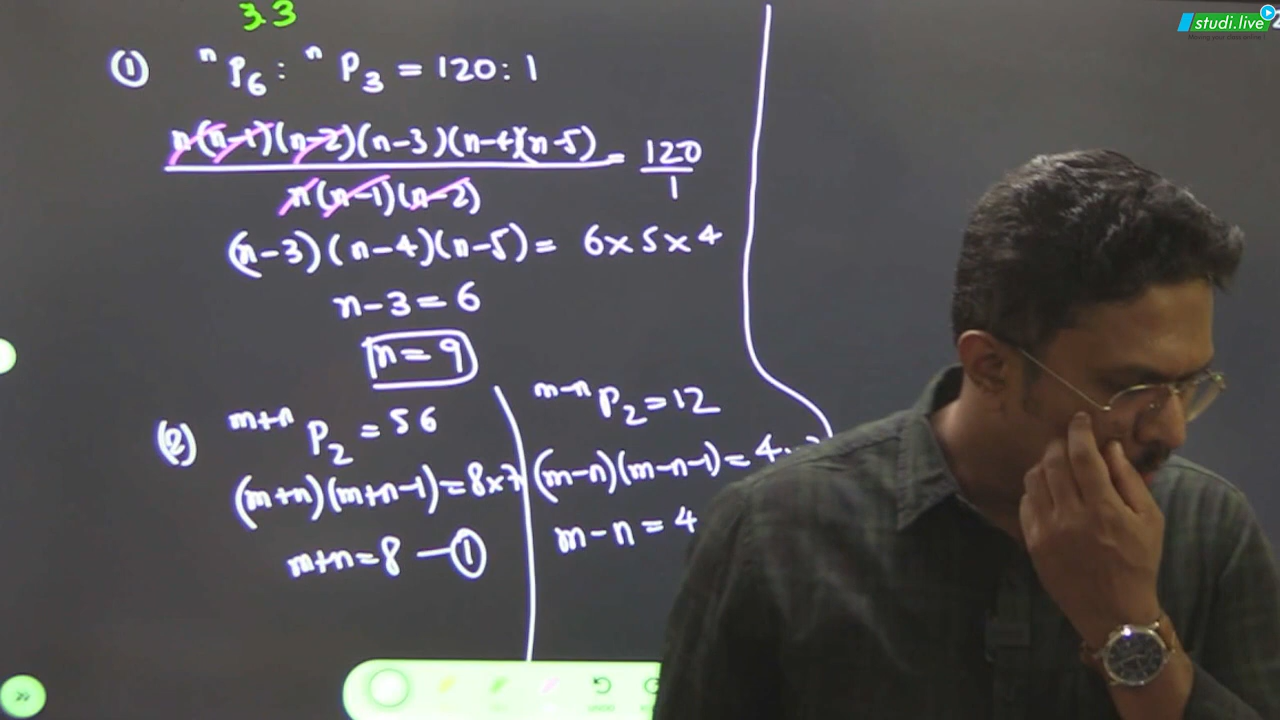 33
① ⁿP₆ : ⁿP₃ = 120 : 1
n(n-1)(n-2)(n-3)(n-4)(n-5) / n(n-1)(n-2) = 120/1
(n-3)(n-4)(n-5) = 6×5×4
n-3 = 6
n = 9
② ᵐ⁺ⁿP₂ = 56
(m+n)(m+n-1) = 8×7
m+n = 8 — ①
ᵐ⁻ⁿP₂ = 12
(m-n)(m-n-1) = 4
m-n = 4
studi.live